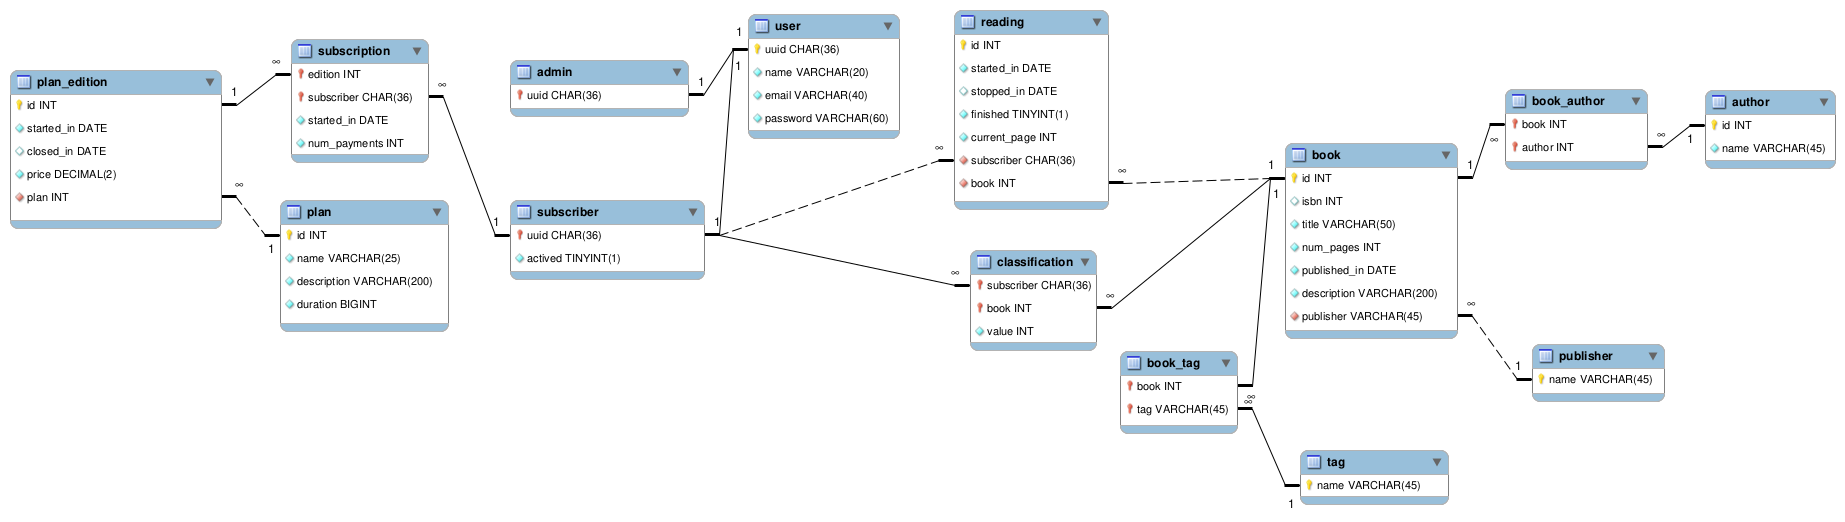 plan_edition
id INT
started_in DATE
closed_in DATE
price DECIMAL(2)
plan INT
1
∞
subscription
edition INT
subscriber CHAR(36)
started_in DATE
num_payments INT
∞
∞
plan
id INT
name VARCHAR(25)
description VARCHAR(200)
duration BIGINT
1
admin
uuid CHAR(36)
1
user
uuid CHAR(36)
name VARCHAR(20)
email VARCHAR(40)
password VARCHAR(60)
1
1
subscriber
uuid CHAR(36)
actived TINYINT(1)
1
1
reading
id INT
started_in DATE
stopped_in DATE
finished TINYINT(1)
current_page INT
subscriber CHAR(36)
book INT
∞
∞
classification
subscriber CHAR(36)
book INT
value INT
∞
∞
book
id INT
isbn INT
title VARCHAR(50)
num_pages INT
published_in DATE
description VARCHAR(200)
publisher VARCHAR(45)
1
1
1
∞
book_tag
book INT
tag VARCHAR(45)
∞
∞
tag
name VARCHAR(45)
1
book_author
book INT
author INT
∞
∞
author
id INT
name VARCHAR(45)
1
publisher
name VARCHAR(45)
1